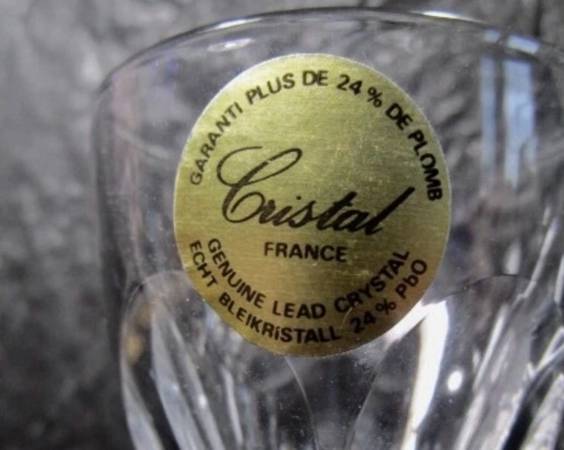 GARANTI PLUS DE 24% DE PLOMB
Cristal
FRANCE
GENUINE LEAD CRYSTAL
ECHT BLEIKRiSTALL 24% PbO